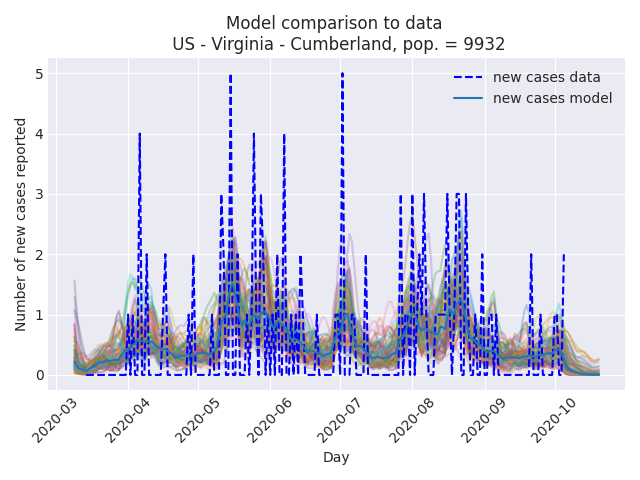 Model comparison to data
US - Virginia - Cumberland, pop. = 9932
new cases data
new cases model
Number of new cases reported
5
4
3
2
1
0
2020-03
2020-04
2020-05
2020-06
2020-07
2020-08
2020-09
2020-10
Day